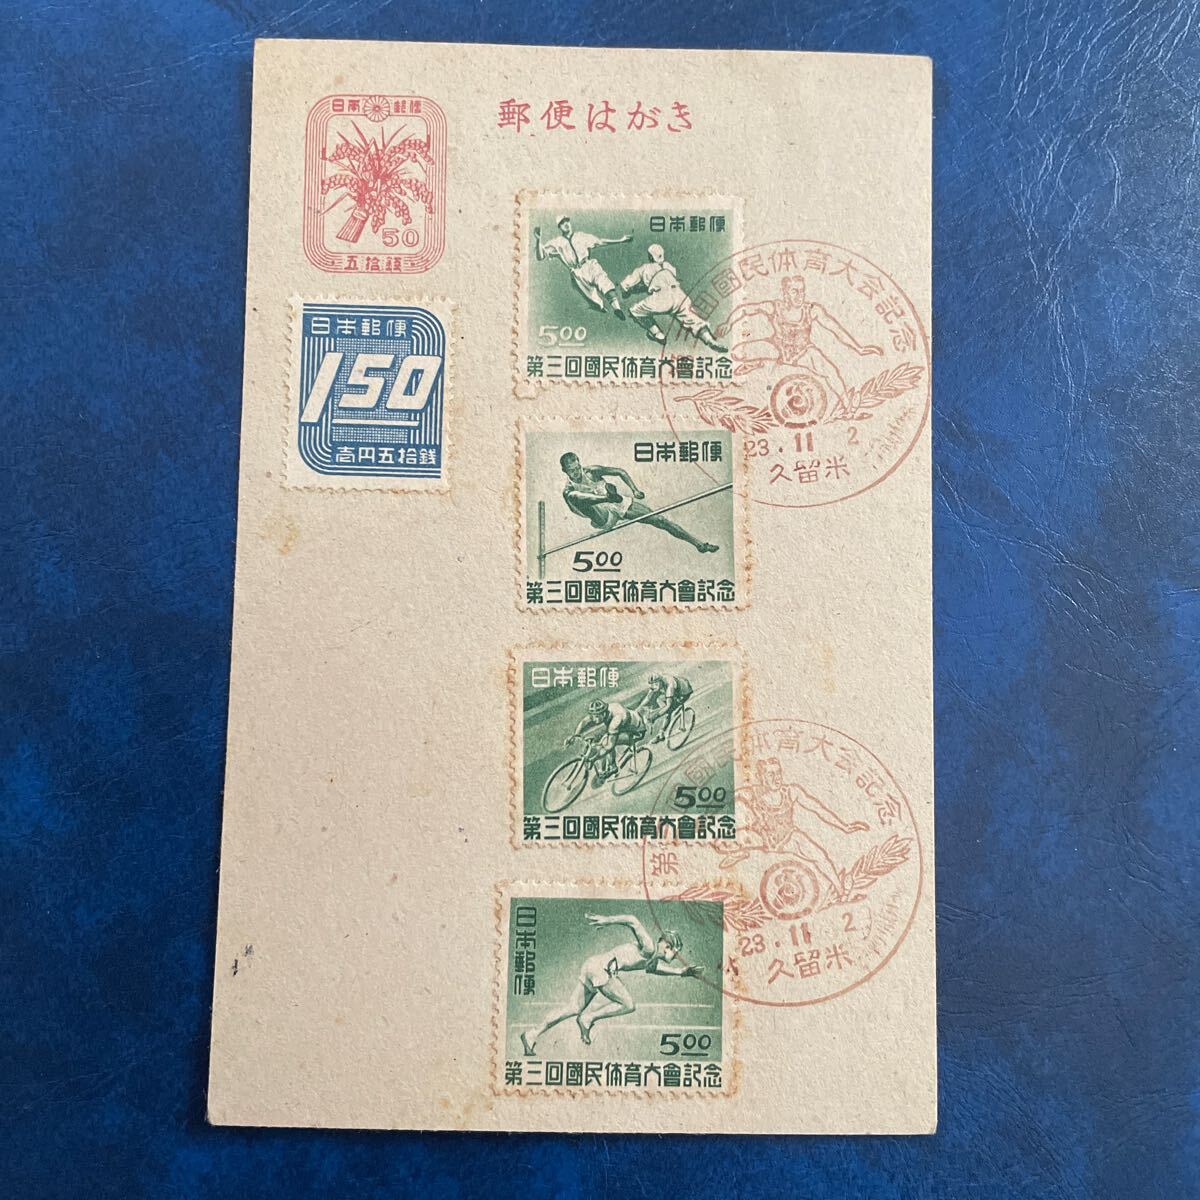 日本郵便
50
五拾銭
郵便はがき
日本郵便
1.50
壱円五拾銭
日本郵便
5.00
第三回國民体育大會記念
國民体育大会記念
3
23.11.2
久留米
日本郵便
5.00
第三回國民体育大會記念
日本郵便
5.00
第三回國民体育大會記念
第 國民体育大会記念
3
23.11.2
久留米
日本郵便
5.00
第三回國民体育大會記念